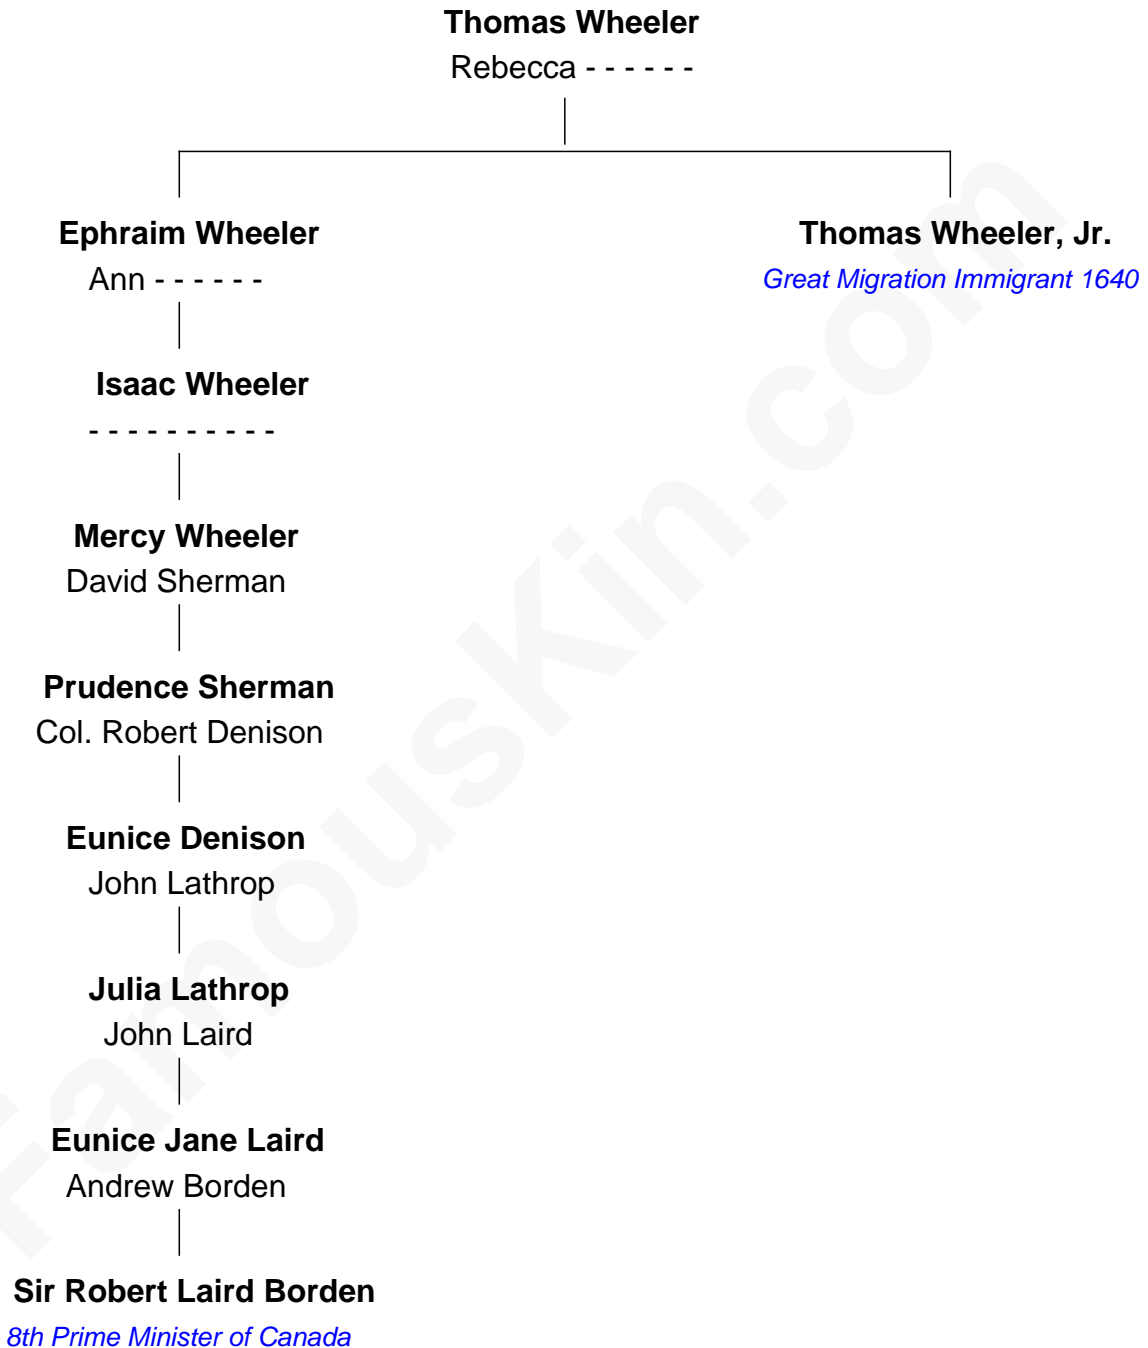 Thomas Wheeler
Rebecca - - - - - -
Ephraim Wheeler
Ann - - - - - -
Thomas Wheeler, Jr.
Great Migration Immigrant 1640
Isaac Wheeler
- - - - - - - - - -
Mercy Wheeler
David Sherman
Prudence Sherman
Col. Robert Denison
Eunice Denison
John Lathrop
Julia Lathrop
John Laird
Eunice Jane Laird
Andrew Borden
Sir Robert Laird Borden
8th Prime Minister of Canada
FamousKin.com